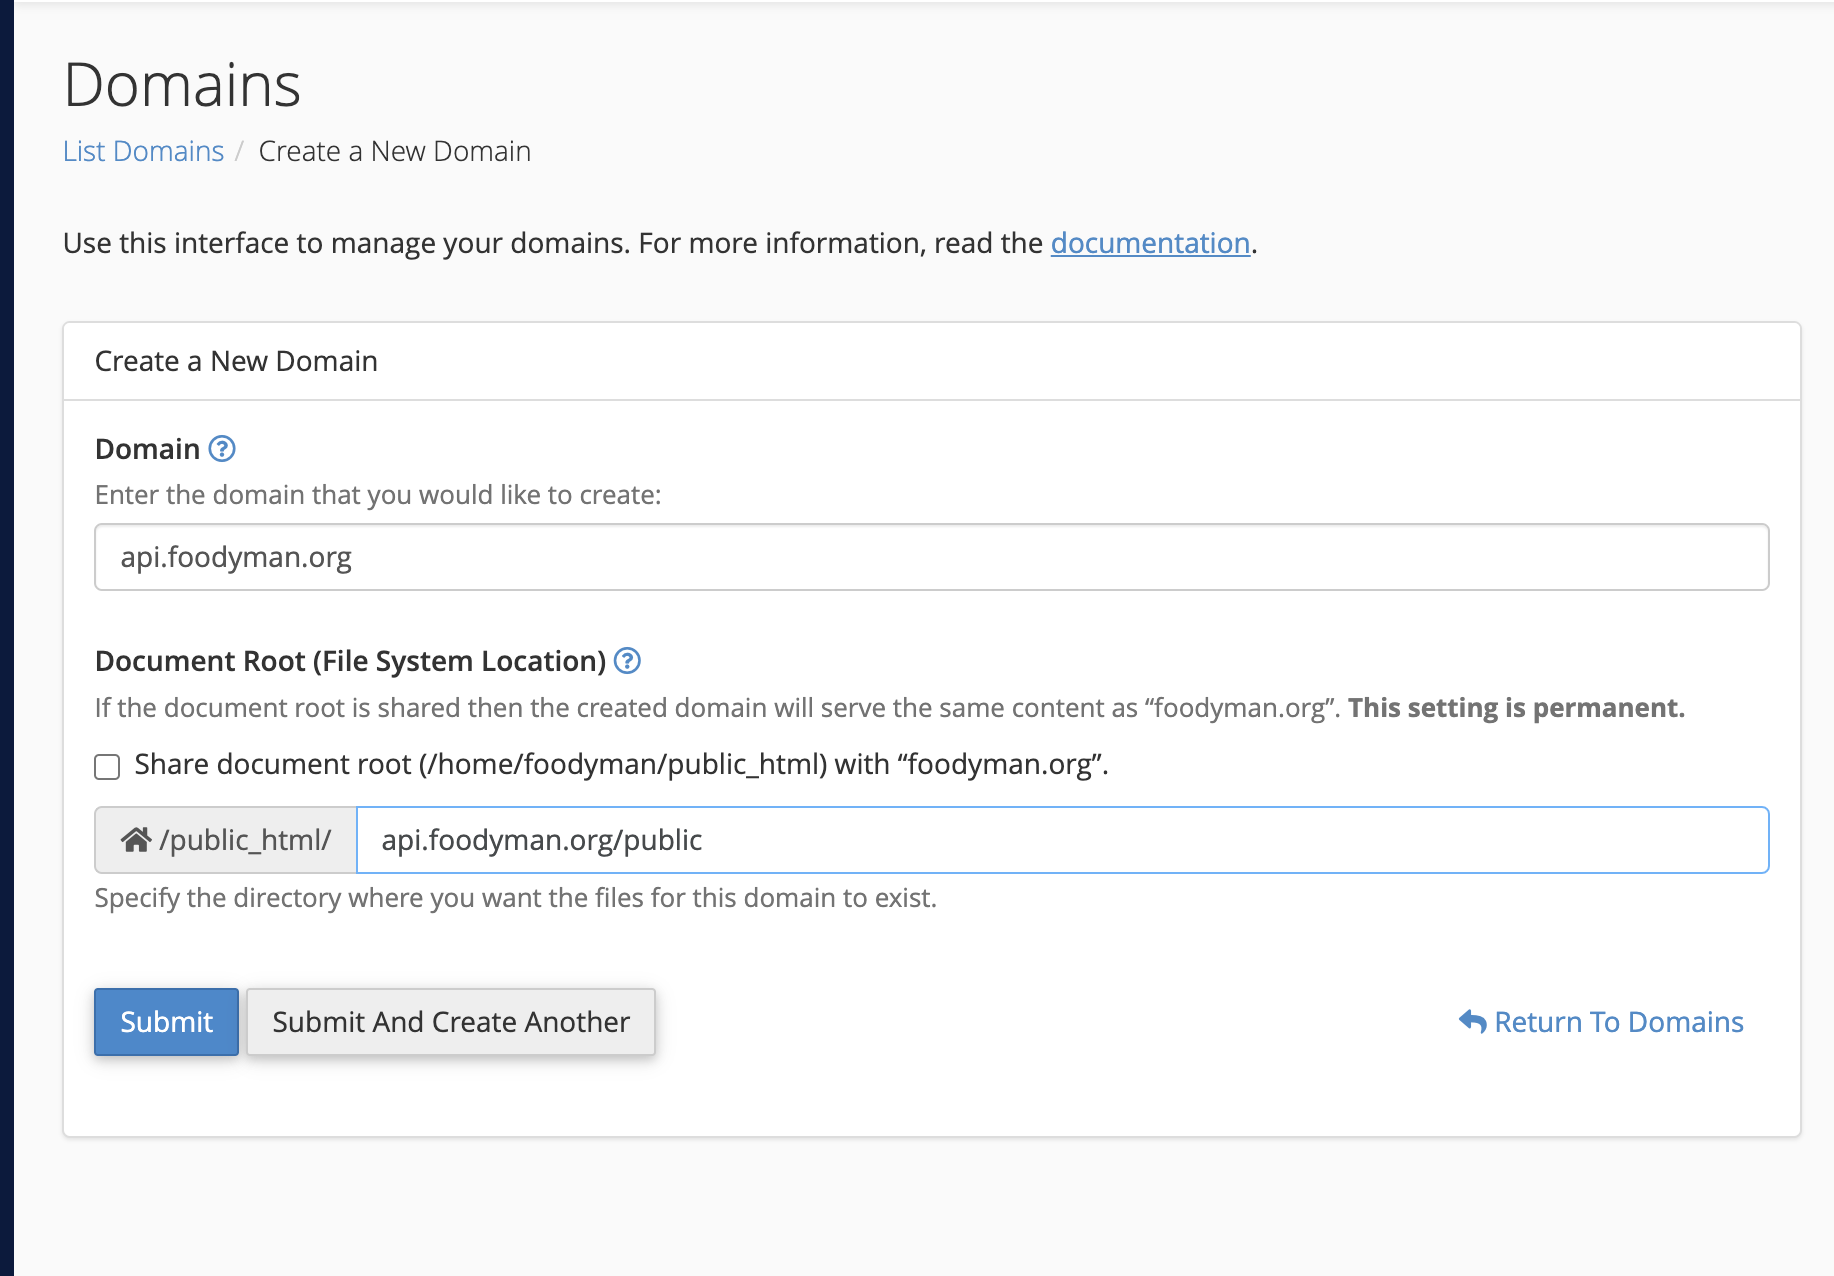 Domains
List Domains / Create a New Domain
Use this interface to manage your domains. For more information, read the documentation.
Create a New Domain
Domain ?
Enter the domain that you would like to create:
api.foodyman.org
Document Root (File System Location) ?
If the document root is shared then the created domain will serve the same content as “foodyman.org”. This setting is permanent.
Share document root (/home/foodyman/public_html) with “foodyman.org”.
/public_html/ api.foodyman.org/public
Specify the directory where you want the files for this domain to exist.
Submit Submit And Create Another Return To Domains